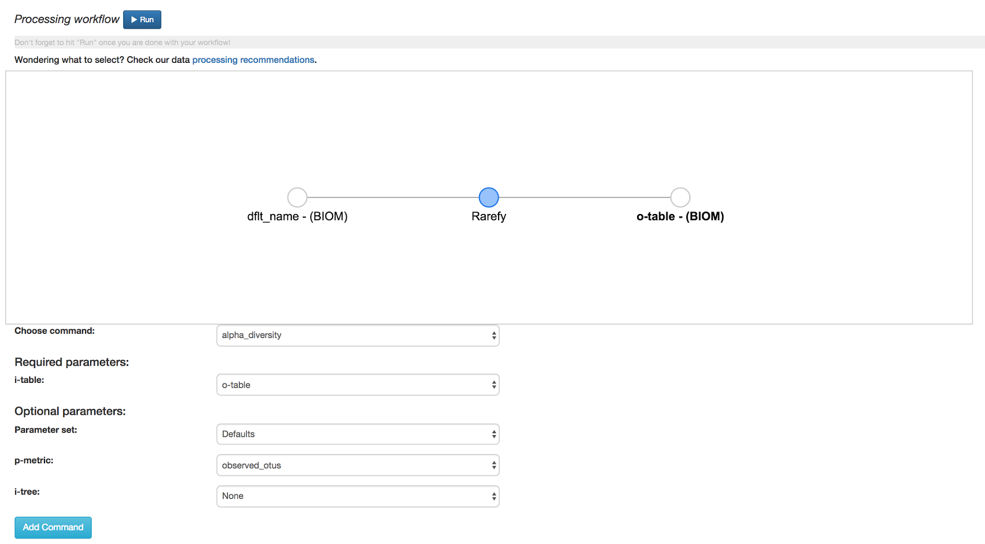 Processing workflow Run
Don't forget to hit "Run" once you are done with your workflow!
Wondering what to select? Check our data processing recommendations.
dflt_name - (BIOM) Rarefy o-table - (BIOM)
Choose command: alpha_diversity
Required parameters:
i-table: o-table
Optional parameters:
Parameter set: Defaults
p-metric: observed_otus
i-tree: None
Add Command